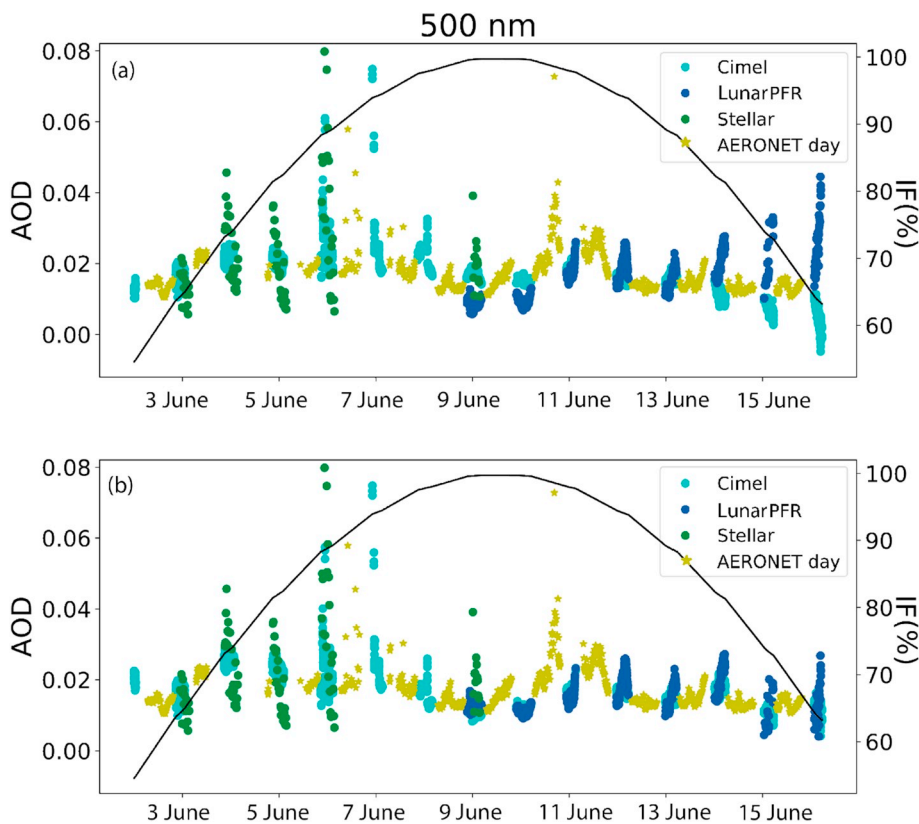 500 nm
(a)
0.08
0.06
0.04
0.02
0.00
AOD
100
90
80
70
60
IF(%)
Cimel
LunarPFR
Stellar
AERONET day
3 June
5 June
7 June
9 June
11 June
13 June
15 June
(b)
0.08
0.06
0.04
0.02
0.00
AOD
100
90
80
70
60
IF(%)
Cimel
LunarPFR
Stellar
AERONET day
3 June
5 June
7 June
9 June
11 June
13 June
15 June